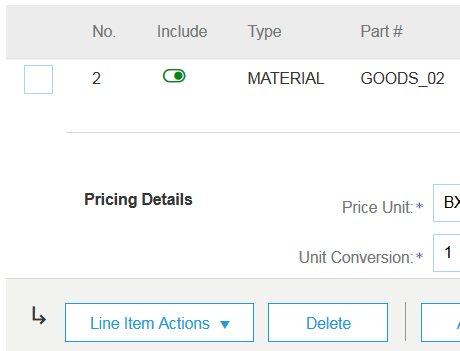 No. Include Type Part #
2 MATERIAL GOODS_02
Pricing Details
Price Unit:* BX
Unit Conversion:* 1
Line Item Actions ▼ Delete